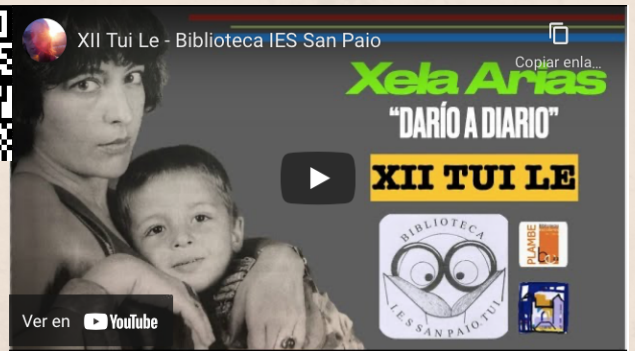 XII Tui Le - Biblioteca IES San Paio
Copiar enla...
Xela Arias
“DARÍO A DIARIO”
XII TUI LE
BIBLIOTECA
I.E.S SAN PAIO. TUI
PLAMBE
Ver en YouTube